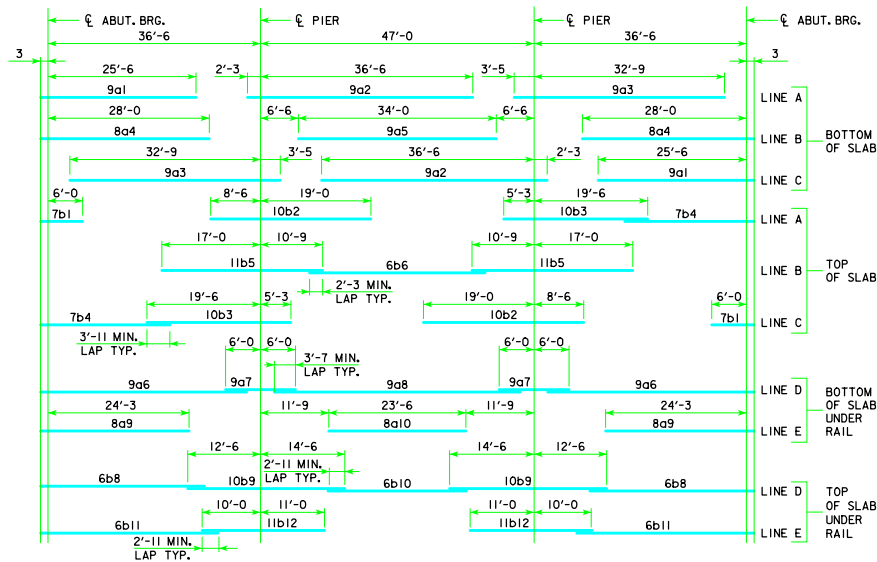 ℄ ABUT. BRG. ℄ PIER ℄ PIER ℄ ABUT. BRG.
36'-6 47'-0 36'-6
3 3
25'-6 2'-3 36'-6 3'-5 32'-9
9a1 9a2 9a3 LINE A
28'-0 6'-6 34'-0 6'-6 28'-0
8a4 9a5 8a4 LINE B
BOTTOM
OF SLAB
32'-9 3'-5 36'-6 2'-3 25'-6
9a3 9a2 9a1 LINE C
6'-0 8'-6 19'-0 5'-3 19'-6
7b1 10b2 10b3 7b4 LINE A
17'-0 10'-9 10'-9 17'-0
11b5 6b6 11b5 LINE B
TOP
OF SLAB
2'-3 MIN.
LAP TYP.
19'-6 5'-3 19'-0 8'-6 6'-0
7b4 10b3 10b2 7b1 LINE C
3'-11 MIN.
LAP TYP.
6'-0 6'-0 3'-7 MIN.
LAP TYP.
6'-0 6'-0
9a6 9a7 9a8 9a7 9a6 LINE D
BOTTOM
OF SLAB
UNDER
RAIL
24'-3 11'-9 23'-6 11'-9 24'-3
8a9 8a10 8a9 LINE E
12'-6 14'-6 14'-6 12'-6
2'-11 MIN.
LAP TYP.
6b8 10b9 6b10 10b9 6b8 LINE D
TOP
OF SLAB
UNDER
RAIL
10'-0 11'-0 11'-0 10'-0
6b11 11b12 11b12 6b11 LINE E
2'-11 MIN.
LAP TYP.